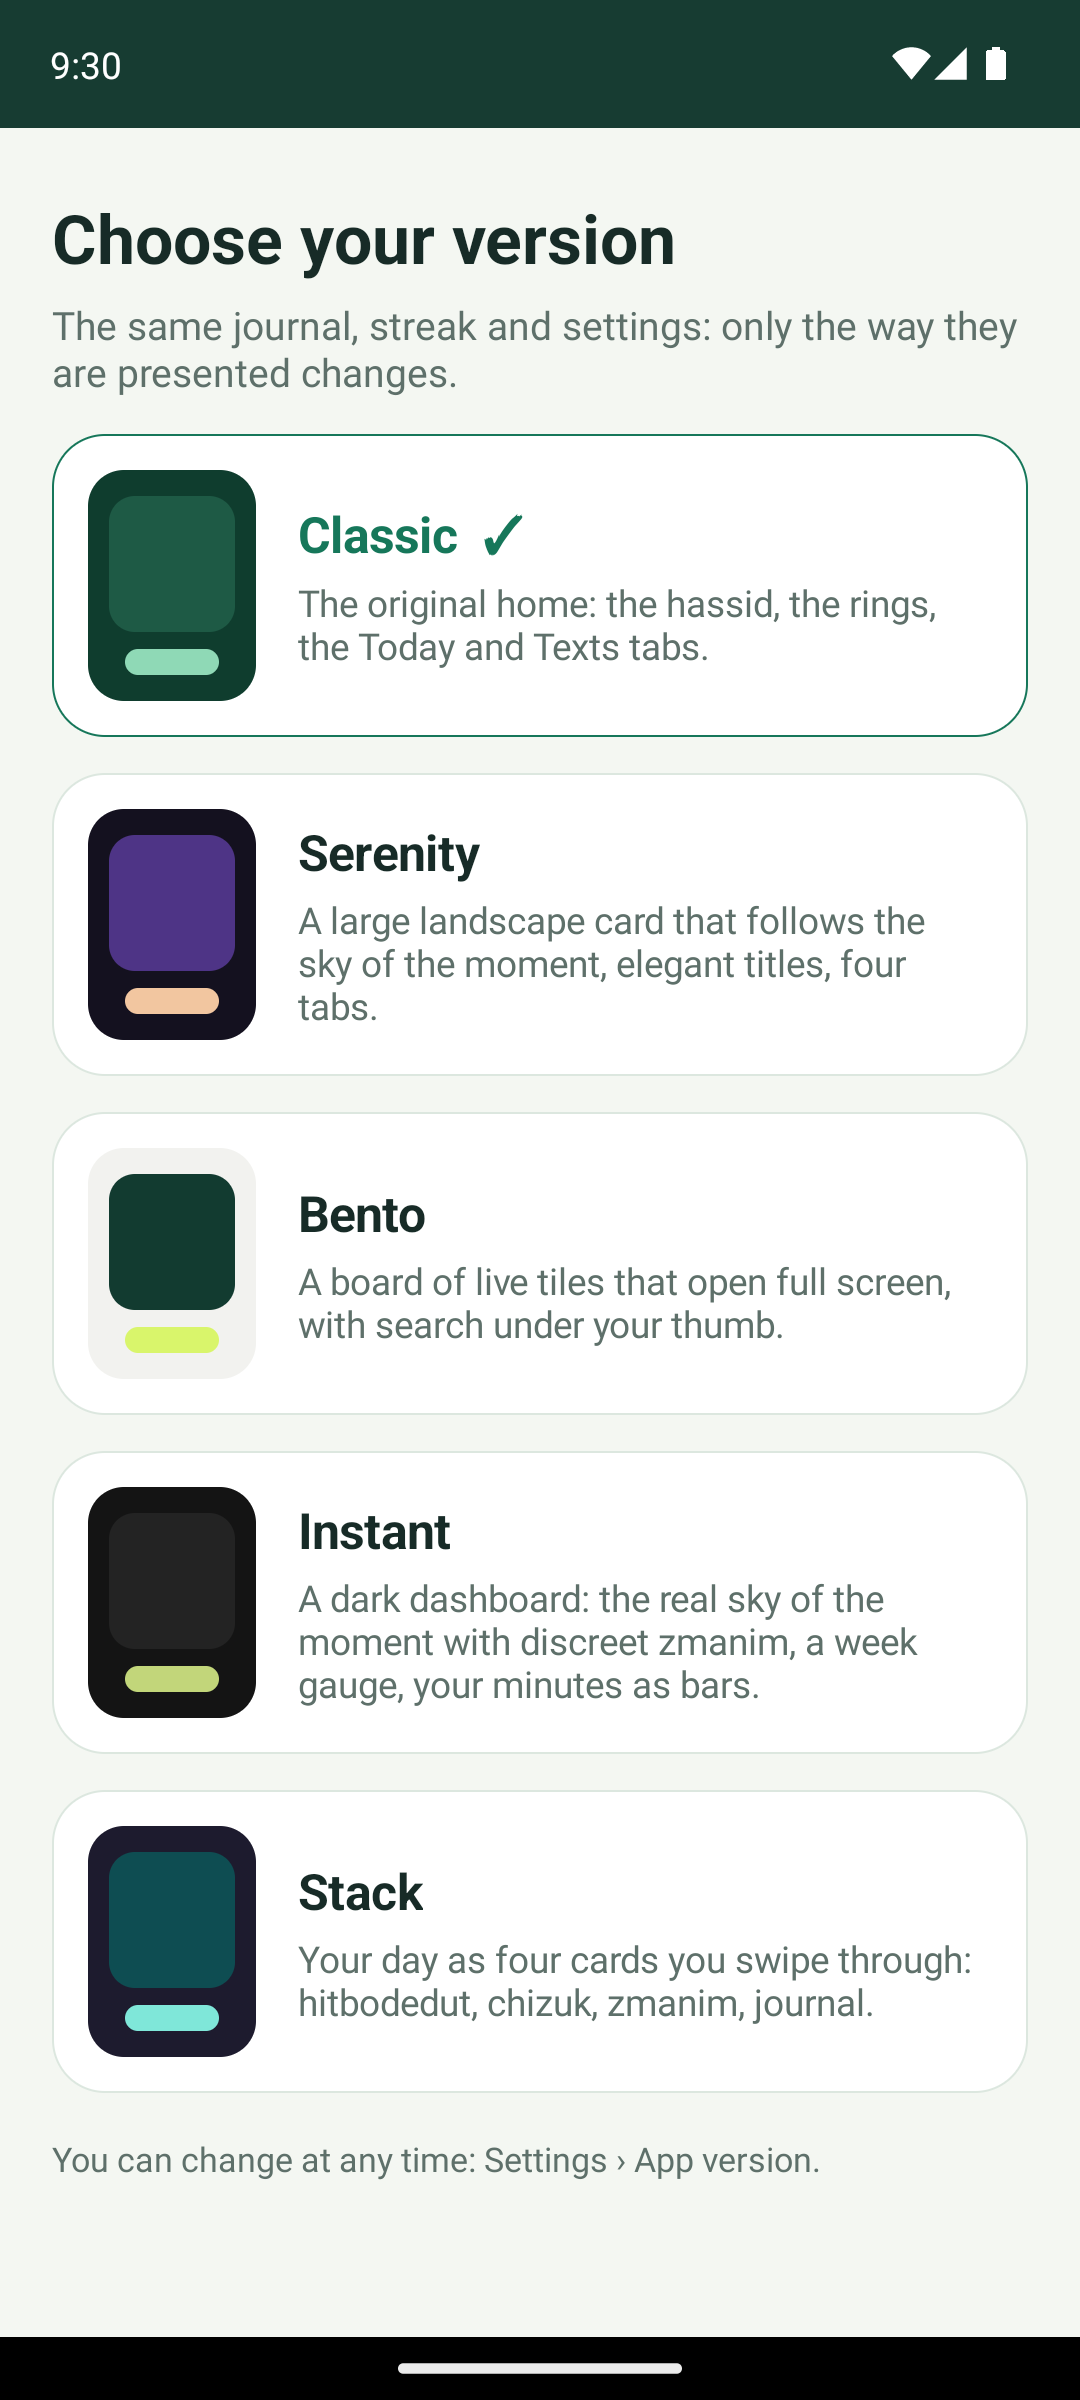 9:30
Choose your version
The same journal, streak and settings: only the way they
are presented changes.
Classic ✓
The original home: the hassid, the rings,
the Today and Texts tabs.
Serenity
A large landscape card that follows the
sky of the moment, elegant titles, four
tabs.
Bento
A board of live tiles that open full screen,
with search under your thumb.
Instant
A dark dashboard: the real sky of the
moment with discreet zmanim, a week
gauge, your minutes as bars.
Stack
Your day as four cards you swipe through:
hitbodedut, chizuk, zmanim, journal.
You can change at any time: Settings › App version.